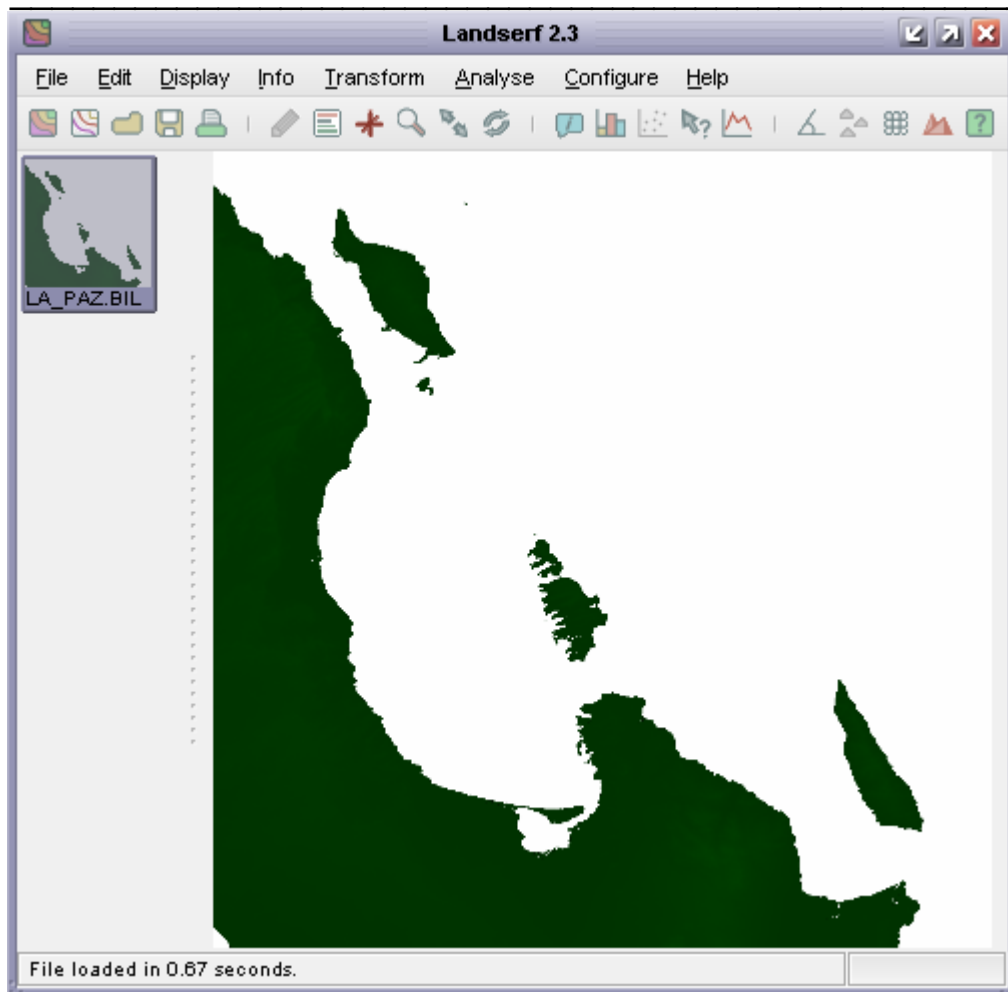 Landserf 2.3
File Edit Display Info Transform Analyse Configure Help
LA_PAZ.BIL
File loaded in 0.67 seconds.